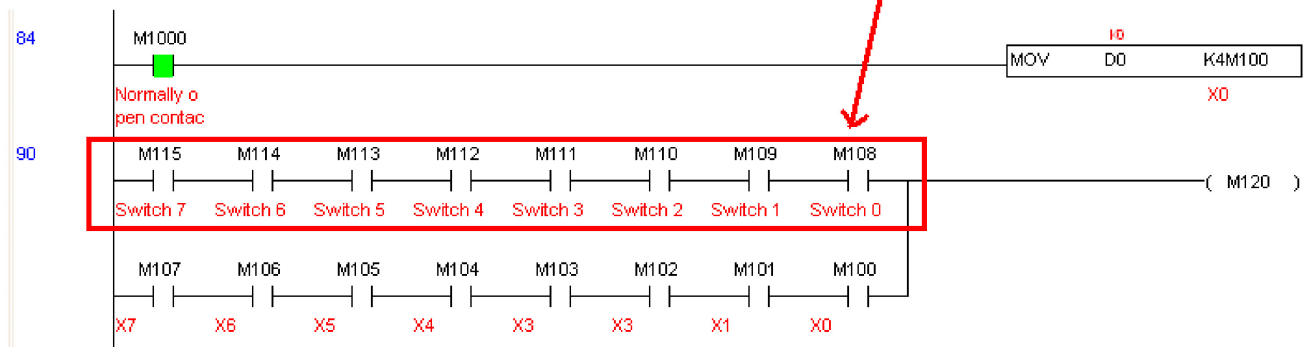 84 M1000
I/0
MOV D0 K4M100
Normally o
pen contac
X0
90 M115 M114 M113 M112 M111 M110 M109 M108
( M120 )
Switch 7 Switch 6 Switch 5 Switch 4 Switch 3 Switch 2 Switch 1 Switch 0
M107 M106 M105 M104 M103 M102 M101 M100
X7 X6 X5 X4 X3 X3 X1 X0